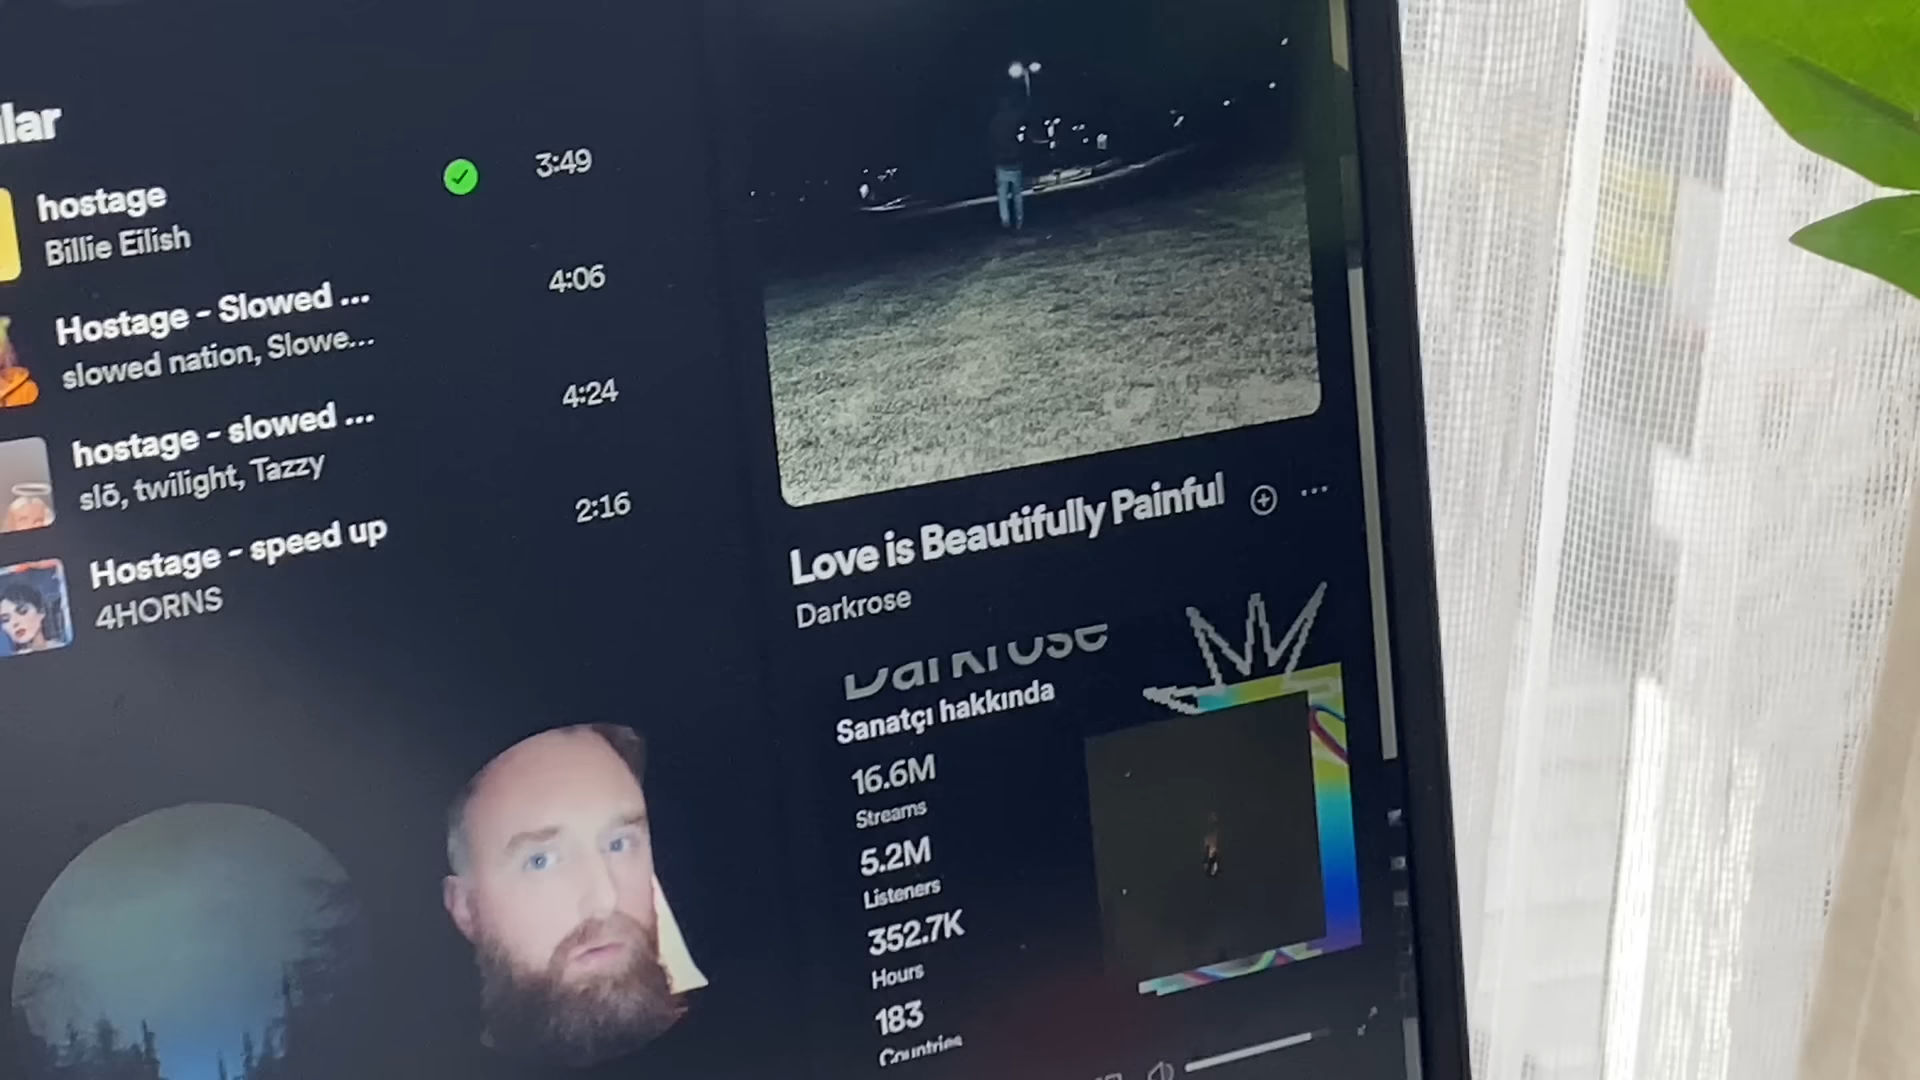 lar
hostage
3:49
Billie Eilish
Hostage - Slowed ...
4:06
slowed nation, Slowe...
hostage - slowed ...
4:24
slō, twilight, Tazzy
Hostage - speed up
2:16
4HORNS
Love is Beautifully Painful
Darkrose
Darkrose
Sanatçı hakkında
16.6M
Streams
5.2M
Listeners
352.7K
Hours
183
Countries